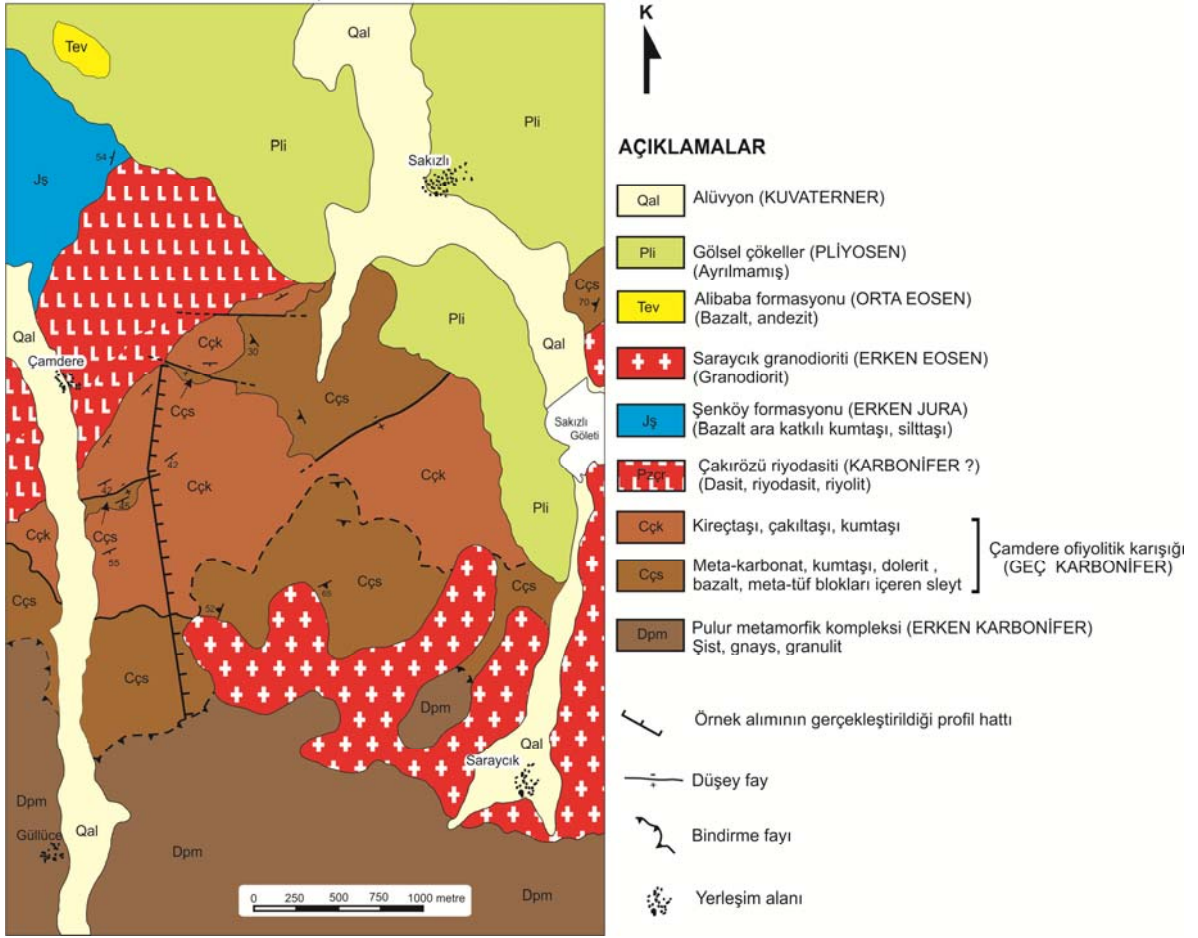 Tev
Qal
Pli
Pli
Sakızlı
54
Jş
Cçs
70
Qal
Cçk
30
Pli
Qal
Çamdere
Cçs
Sakızlı
Göleti
42
Cçk
Cçk
42
45
Pli
Cçk
Cçs
55
Cçs
65
Cçs
Cçs
52
Cçs
Dpm
Qal
Saraycık
Dpm
Güllüce
Qal
Dpm
Dpm
0 250 500 750 1000 metre
K
AÇIKLAMALAR
Qal Alüvyon (KUVATERNER)
Pli Gölsel çökeller (PLİYOSEN)
(Ayrılmamış)
Tev Alibaba formasyonu (ORTA EOSEN)
(Bazalt, andezit)
Saraycık granodioriti (ERKEN EOSEN)
(Granodiorit)
Jş Şenköy formasyonu (ERKEN JURA)
(Bazalt ara katkılı kumtaşı, silttaşı)
Pzçr Çakırözü riyodasiti (KARBONİFER ?)
(Dasit, riyodasit, riyolit)
Cçk Kireçtaşı, çakıltaşı, kumtaşı
Cçs Meta-karbonat, kumtaşı, dolerit ,
bazalt, meta-tüf blokları içeren sleyt
Çamdere ofiyolitik karışığı
(GEÇ KARBONİFER)
Dpm Pulur metamorfik kompleksi (ERKEN KARBONİFER)
Şist, gnays, granulit
Örnek alımının gerçekleştirildiği profil hattı
Düşey fay
Bindirme fayı
Yerleşim alanı